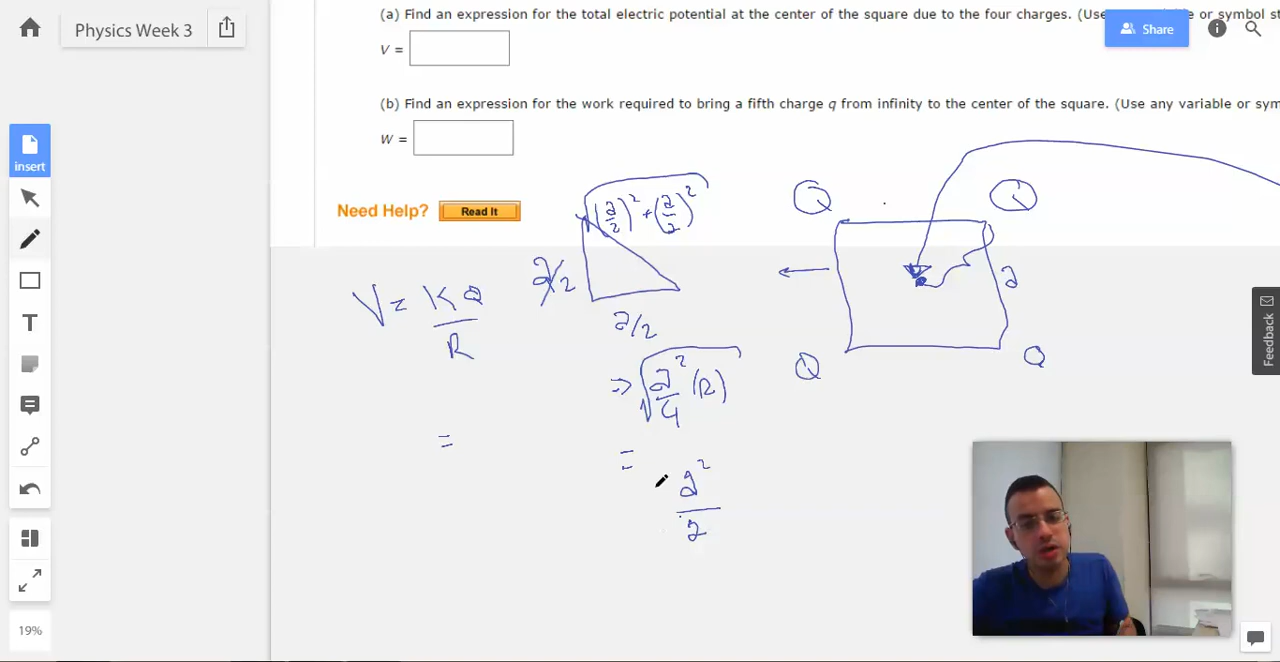 Physics Week 3
(a) Find an expression for the total electric potential at the center of the square due to the four charges. (Use or symbol st
Share
V =
(b) Find an expression for the work required to bring a fifth charge q from infinity to the center of the square. (Use any variable or sym
W =
insert
Need Help? Read It
Q Q
√(a/2)² + (a/2)²
a/2
a
V = KQ/R
a/2
Q Q
⇒ √a²/4 (2)
=
= a²/2
T
Feedback
19%